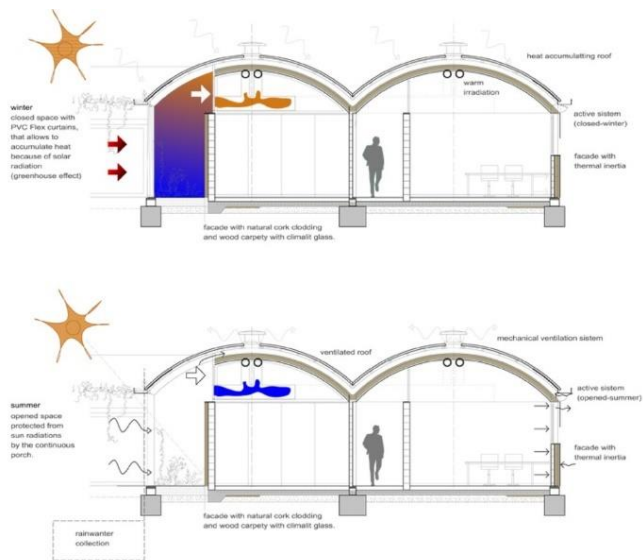 heat accumulattling roof
warm
irradiation
winter
closed space with
PVC Flex curtains,
that allows to
accumulate heat
because of solar
radiation
(greenhouse effect)
active sistem
(closed-winter)
facade with
thermal inertia
facade with natural cork clodding
and wood carpety with climalit glass.
mechanical ventilation sistem
ventilated roof
summer
opened space
protected from
sun radiations
by the continuous
porch.
active sistem
(opened-summer)
facade with
thermal inertia
facade with natural cork clodding
and wood carpety with climalit glass.
rainwanter
collection